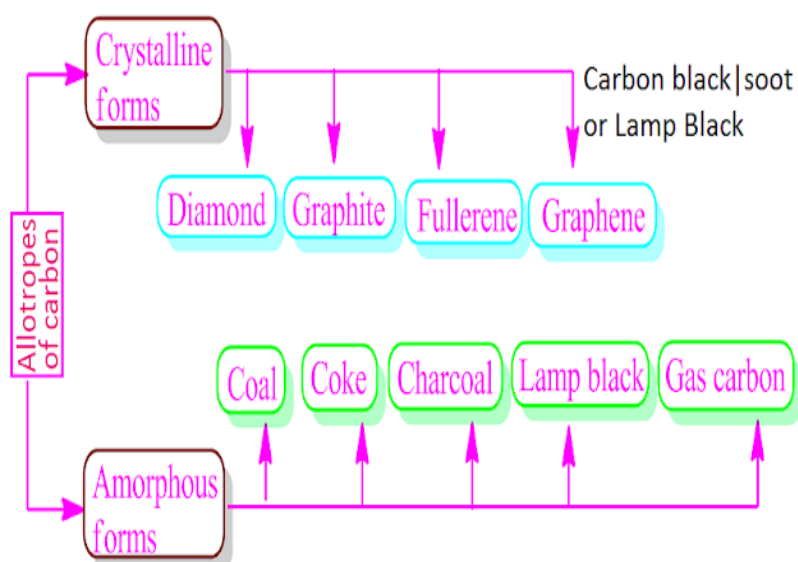 Crystalline
forms
Carbon black|soot
or Lamp Black
Diamond
Graphite
Fullerene
Graphene
Allotropes
of carbon
Coal
Coke
Charcoal
Lamp black
Gas carbon
Amorphous
forms